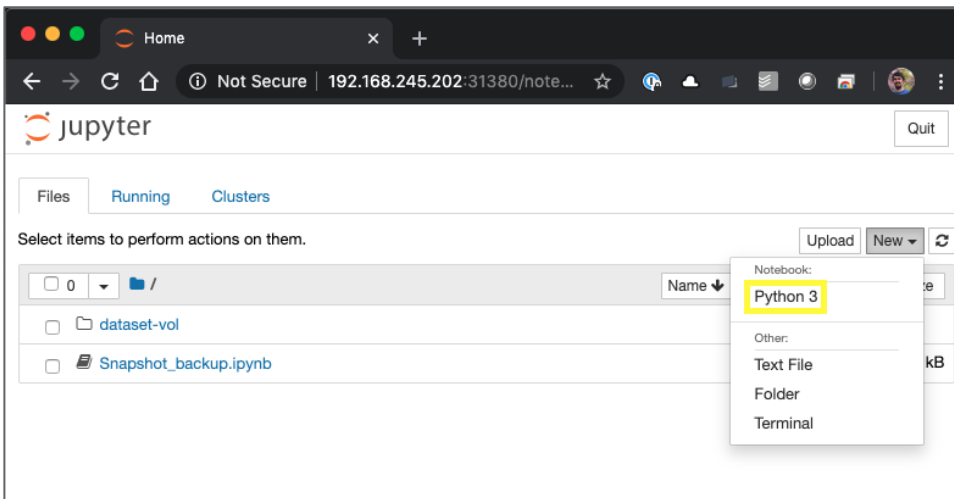 Home
Not Secure | 192.168.245.202:31380/note...
jupyter
Quit
Files Running Clusters
Select items to perform actions on them.
Upload New
0 / Name
dataset-vol
Snapshot_backup.ipynb kB
Notebook:
Python 3
Other:
Text File
Folder
Terminal